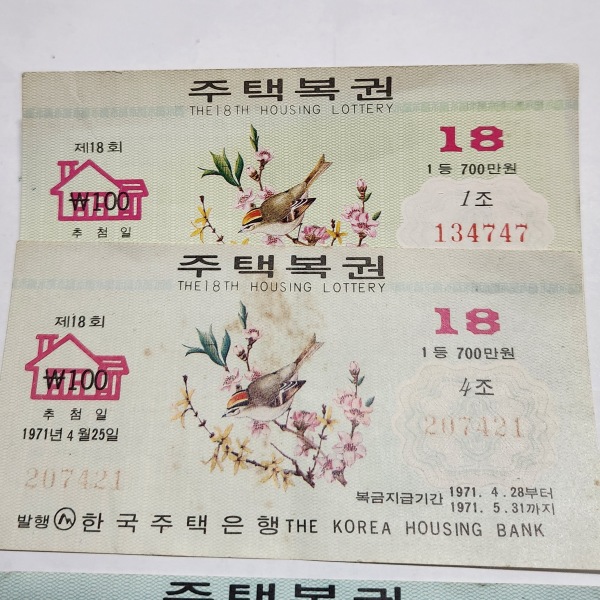 주택복권
THE 18TH HOUSING LOTTERY
제18회
₩100
추첨일
18
1등 700만원
1조
134747
주택복권
THE 18TH HOUSING LOTTERY
제18회
₩100
추첨일
1971년 4월25일
207421
18
1등 700만원
4조
207421
복금지급기간 1971. 4.28부터
1971. 5.31까지
발행 한국주택은행 THE KOREA HOUSING BANK
주택복권